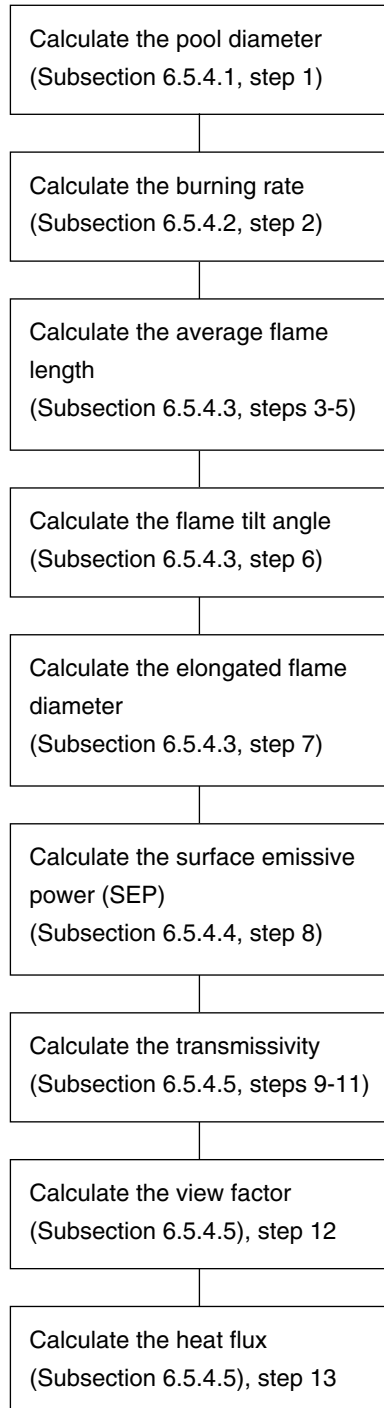 Calculate the pool diameter
(Subsection 6.5.4.1, step 1)
Calculate the burning rate
(Subsection 6.5.4.2, step 2)
Calculate the average flame
length
(Subsection 6.5.4.3, steps 3-5)
Calculate the flame tilt angle
(Subsection 6.5.4.3, step 6)
Calculate the elongated flame
diameter
(Subsection 6.5.4.3, step 7)
Calculate the surface emissive
power (SEP)
(Subsection 6.5.4.4, step 8)
Calculate the transmissivity
(Subsection 6.5.4.5, steps 9-11)
Calculate the view factor
(Subsection 6.5.4.5), step 12
Calculate the heat flux
(Subsection 6.5.4.5), step 13